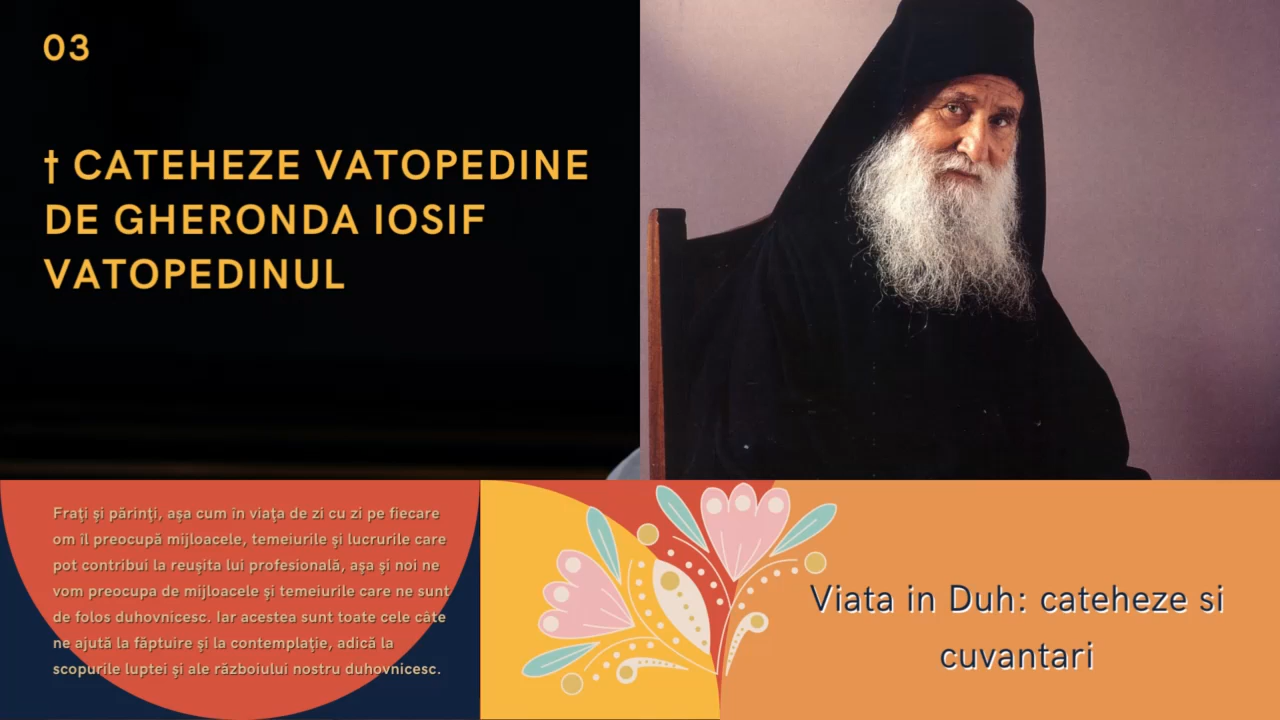 03
† CATEHEZE VATOPEDINE
DE GHERONDA IOSIF
VATOPEDINUL
Fraţi şi părinţi, aşa cum în viaţa de zi cu zi pe fiecare
om îl preocupă mijloacele, temeiurile şi lucrurile care
pot contribui la reuşita lui profesională, aşa şi noi ne
vom preocupa de mijloacele şi temeiurile care ne sunt
de folos duhovnicesc. Iar acestea sunt toate cele câte
ne ajută la făptuire şi la contemplaţie, adică la
scopurile luptei şi ale războiului nostru duhovnicesc.
Viata in Duh: cateheze si
cuvantari